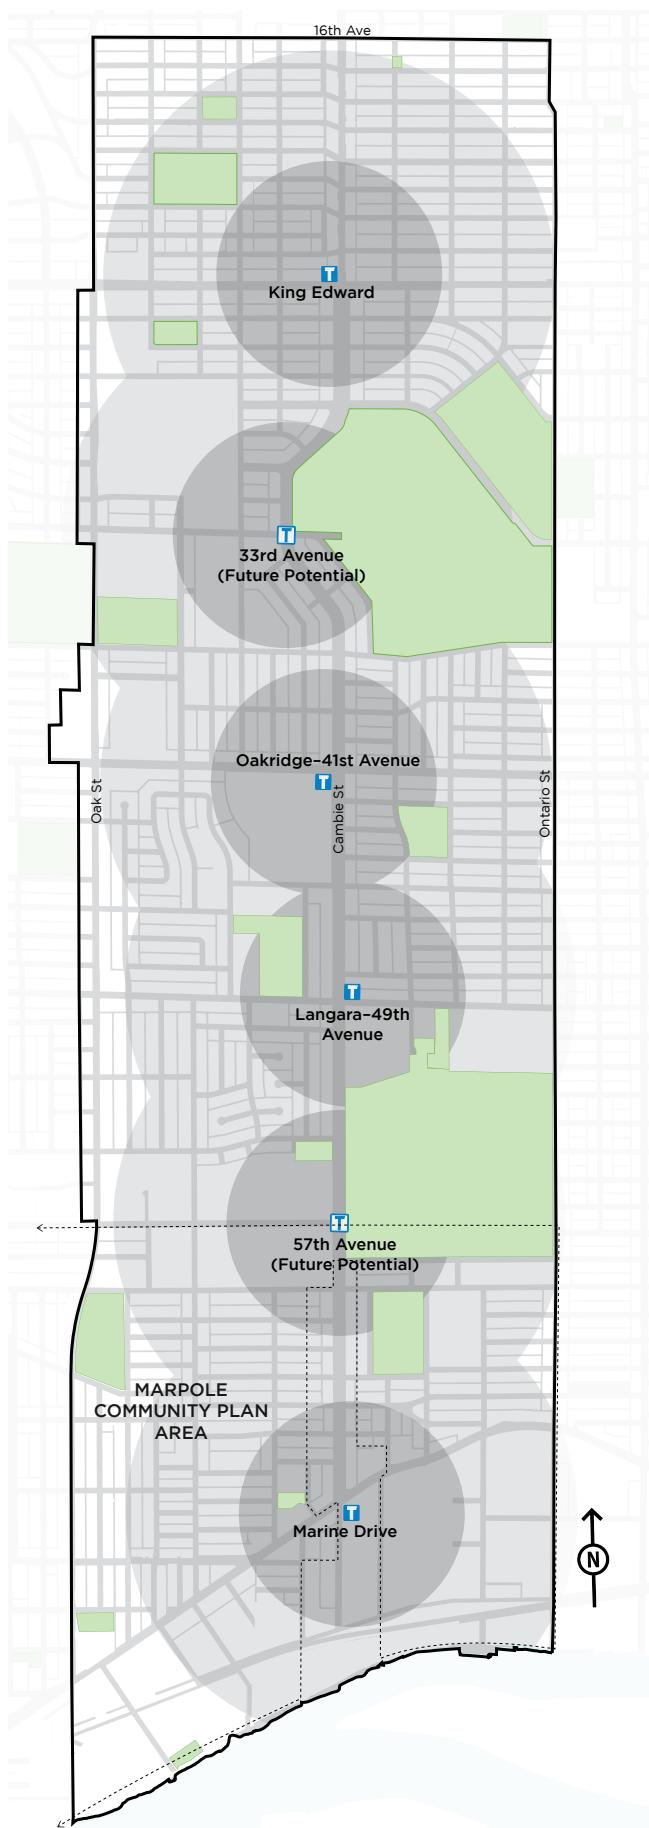 16th Ave
T
King Edward
T
33rd Avenue
(Future Potential)
Oakridge–41st Avenue
T
Oak St
Cambie St
Ontario St
T
Langara–49th
Avenue
T
57th Avenue
(Future Potential)
MARPOLE
COMMUNITY PLAN
AREA
T
Marine Drive
N